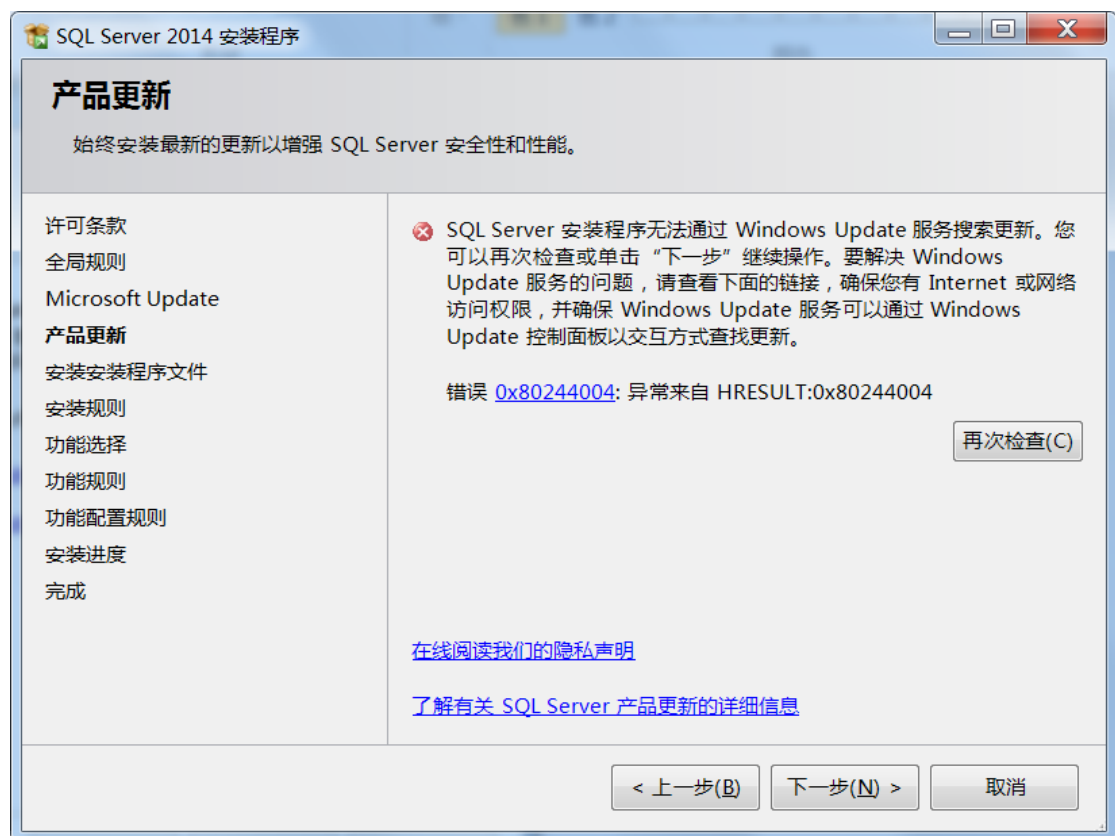 SQL Server 2014 安装程序
产品更新
始终安装最新的更新以增强 SQL Server 安全性和性能。
许可条款
全局规则
Microsoft Update
产品更新
安装安装程序文件
安装规则
功能选择
功能规则
功能配置规则
安装进度
完成
SQL Server 安装程序无法通过 Windows Update 服务搜索更新。您
可以再次检查或单击“下一步”继续操作。要解决 Windows
Update 服务的问题，请查看下面的链接，确保您有 Internet 或网络
访问权限，并确保 Windows Update 服务可以通过 Windows
Update 控制面板以交互方式查找更新。
错误 0x80244004: 异常来自 HRESULT:0x80244004
再次检查(C)
在线阅读我们的隐私声明
了解有关 SQL Server 产品更新的详细信息
< 上一步(B)
下一步(N) >
取消